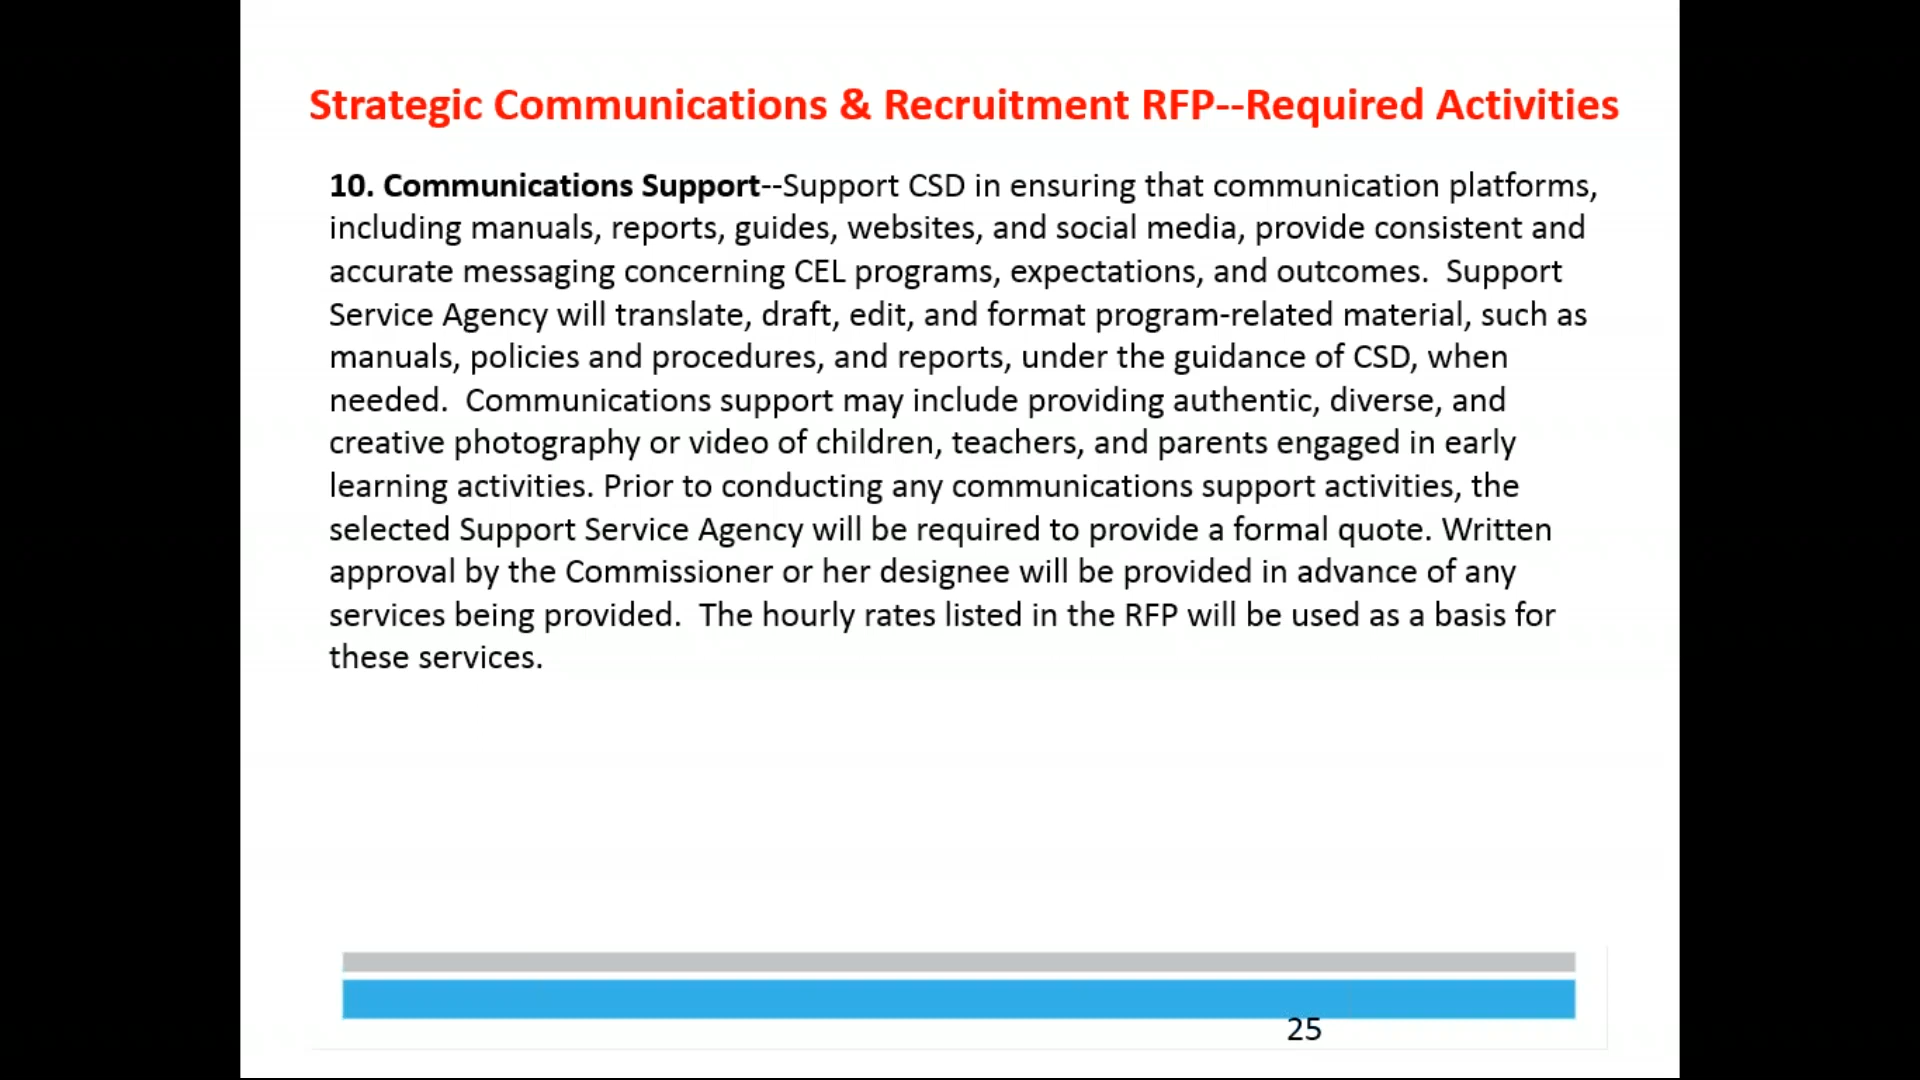 Strategic Communications & Recruitment RFP--Required Activities
10. Communications Support--Support CSD in ensuring that communication platforms,
including manuals, reports, guides, websites, and social media, provide consistent and
accurate messaging concerning CEL programs, expectations, and outcomes.  Support
Service Agency will translate, draft, edit, and format program-related material, such as
manuals, policies and procedures, and reports, under the guidance of CSD, when
needed.  Communications support may include providing authentic, diverse, and
creative photography or video of children, teachers, and parents engaged in early
learning activities. Prior to conducting any communications support activities, the
selected Support Service Agency will be required to provide a formal quote. Written
approval by the Commissioner or her designee will be provided in advance of any
services being provided.  The hourly rates listed in the RFP will be used as a basis for
these services.
25